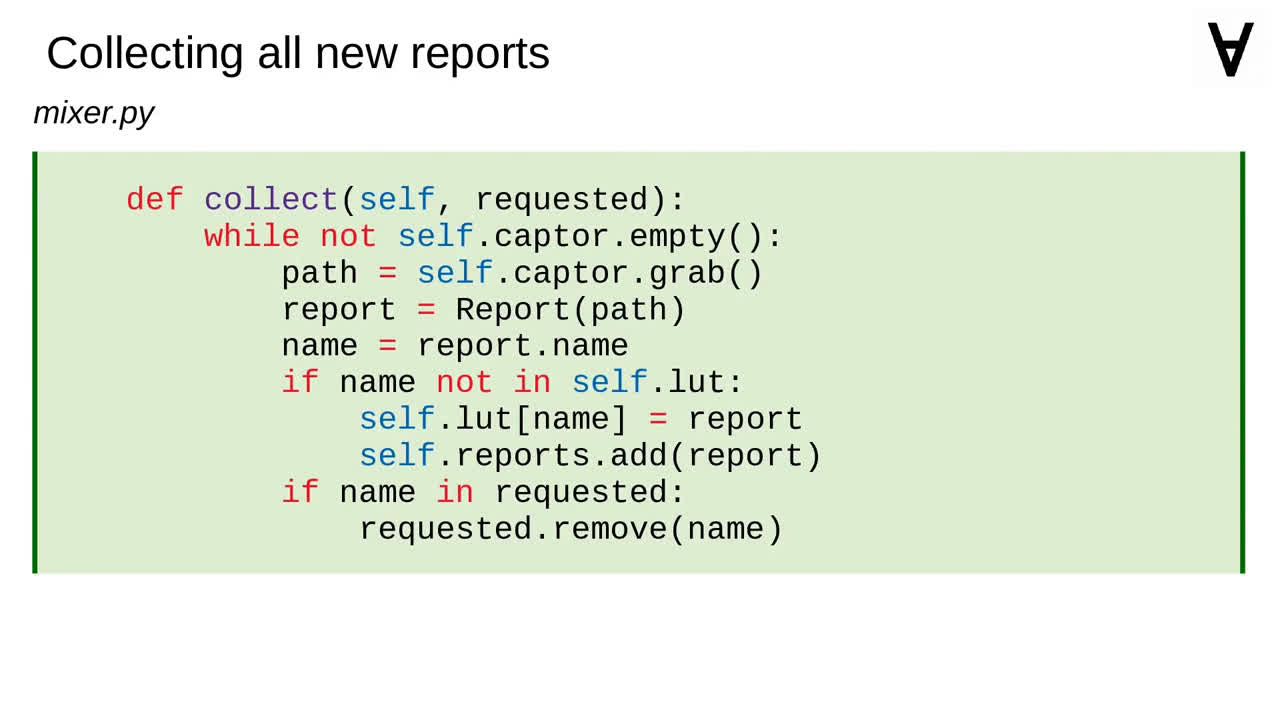 Collecting all new reports
∀
mixer.py
def collect(self, requested):
    while not self.captor.empty():
        path = self.captor.grab()
        report = Report(path)
        name = report.name
        if name not in self.lut:
            self.lut[name] = report
            self.reports.add(report)
        if name in requested:
            requested.remove(name)